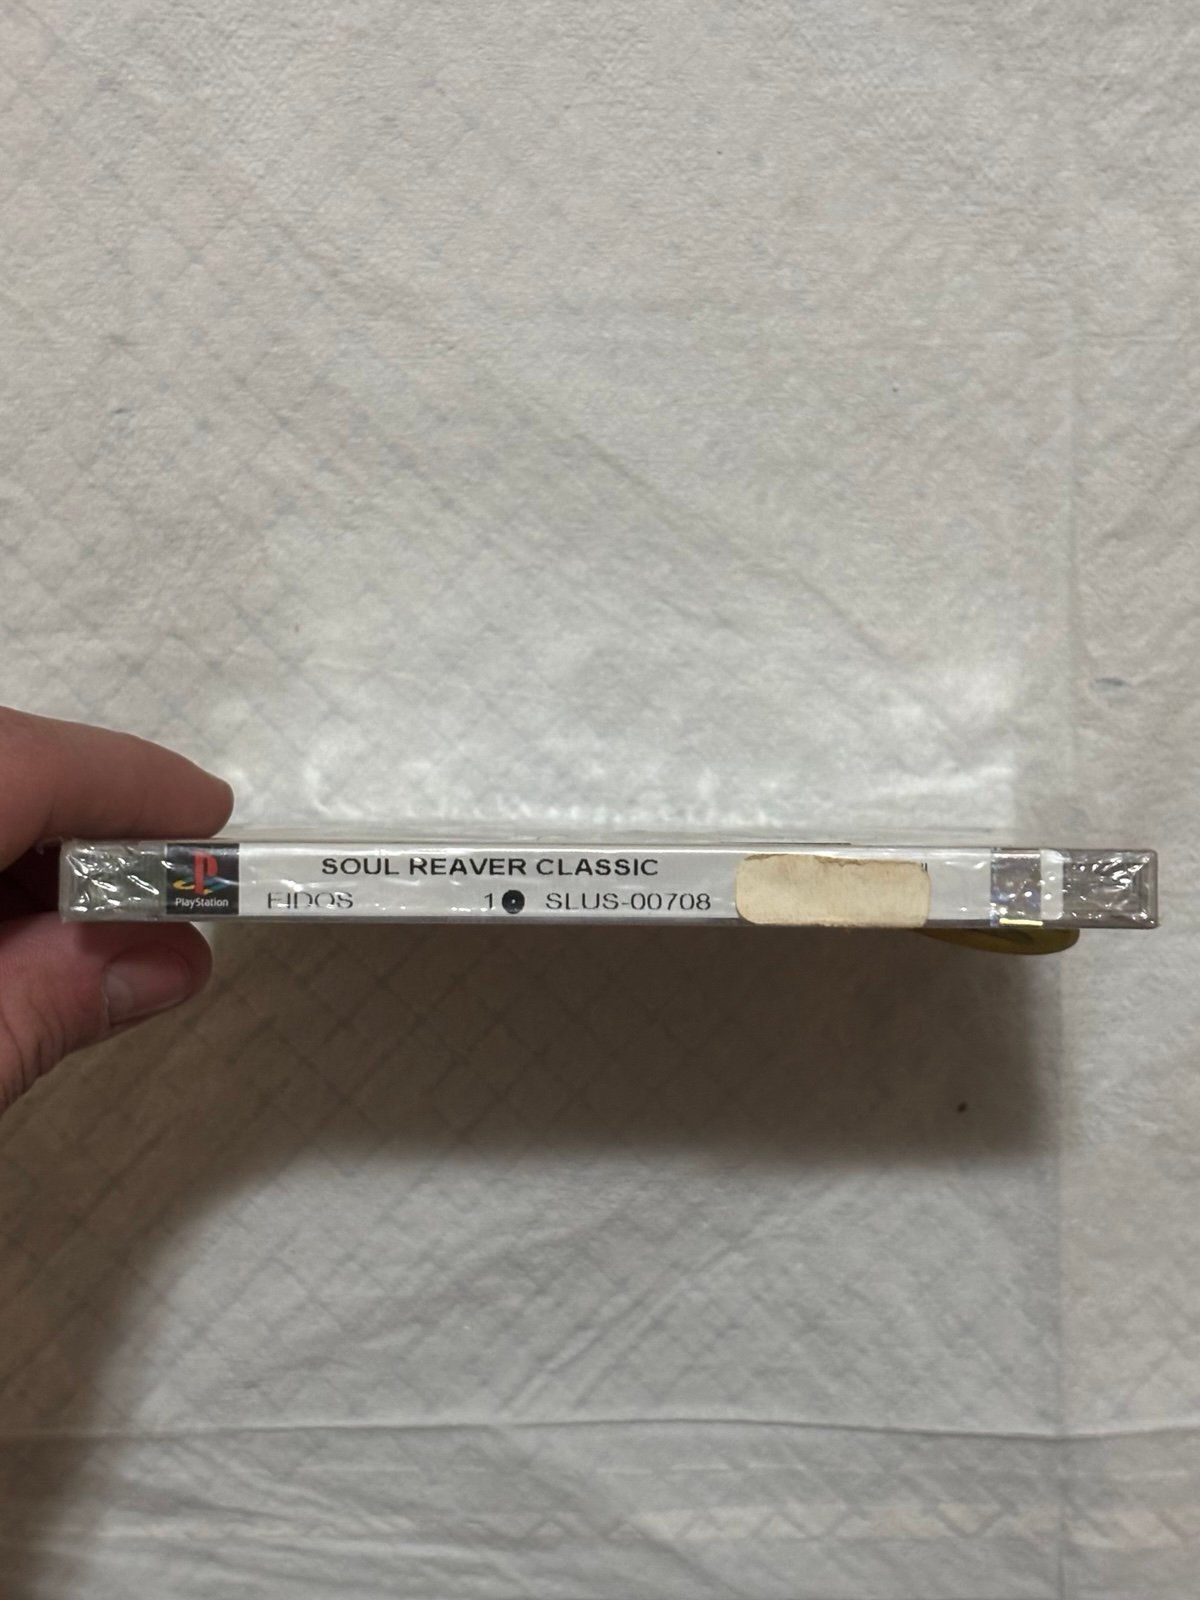 SOUL REAVER CLASSIC
PlayStation
EIDOS 1 SLUS-00708